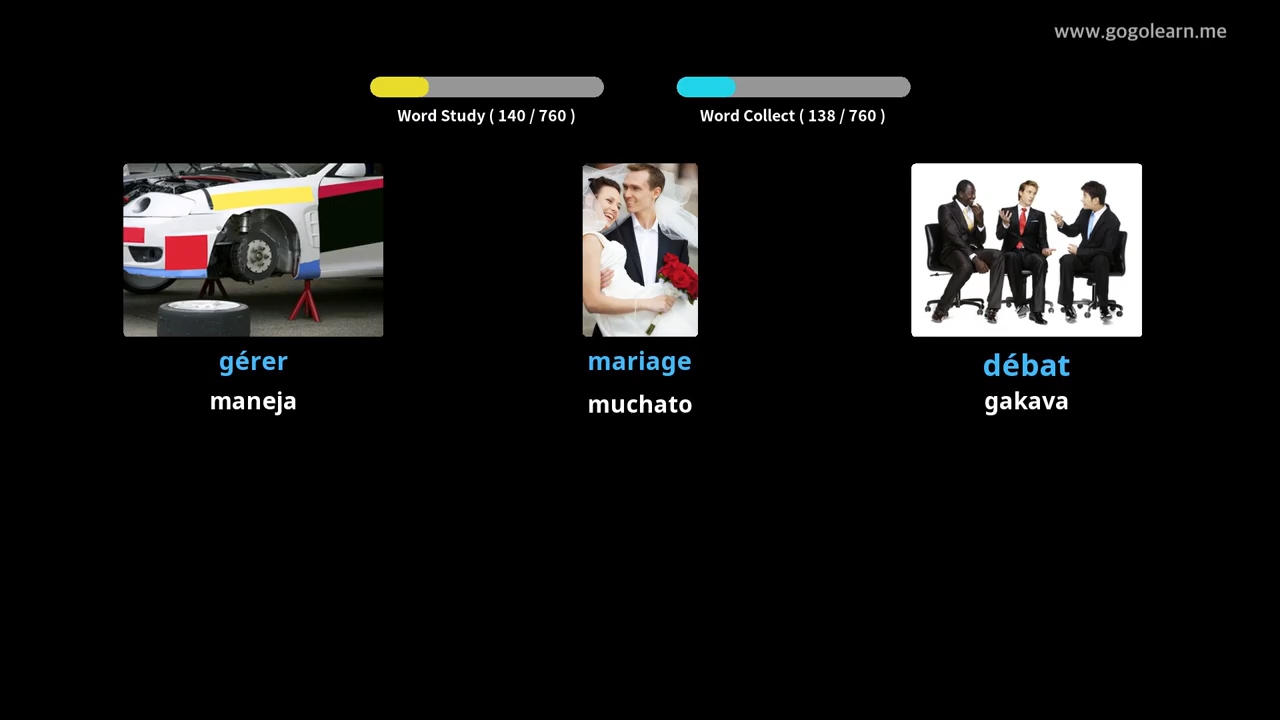 www.gogolearn.me
Word Study ( 140 / 760 )
Word Collect ( 138 / 760 )
gérer
maneja
mariage
muchato
débat
gakava